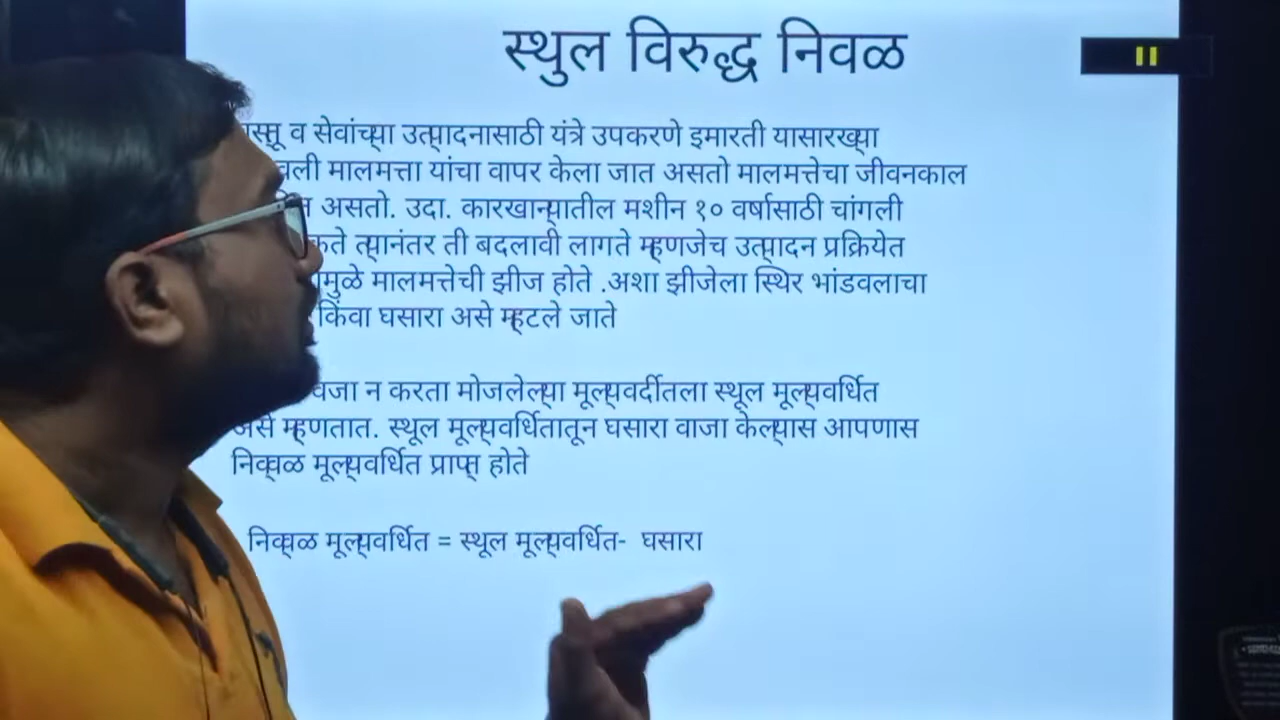 स्थुल विरुद्ध निवळ
व सेवांच्या उत्पादनासाठी यंत्रे उपकरणे इमारती यासारख्या
मालमत्ता यांचा वापर केला जात असतो मालमत्तेचा जीवनकाल
असतो. उदा. कारखान्यातील मशीन १० वर्षासाठी चांगली
त्यानंतर ती बदलावी लागते म्हणजेच उत्पादन प्रक्रियेत
मालमत्तेची झीज होते .अशा झीजेला स्थिर भांडवलाचा
किंवा घसारा असे म्हटले जाते
न करता मोजलेल्या मूल्यवर्दीतला स्थूल मूल्यवर्धित
असे म्हणतात. स्थूल मूल्यवर्धितातून घसारा वाजा केल्यास आपणास
निव्वळ मूल्यवर्धित प्राप्त होते
निव्वळ मूल्यवर्धित = स्थूल मूल्यवर्धित- घसारा